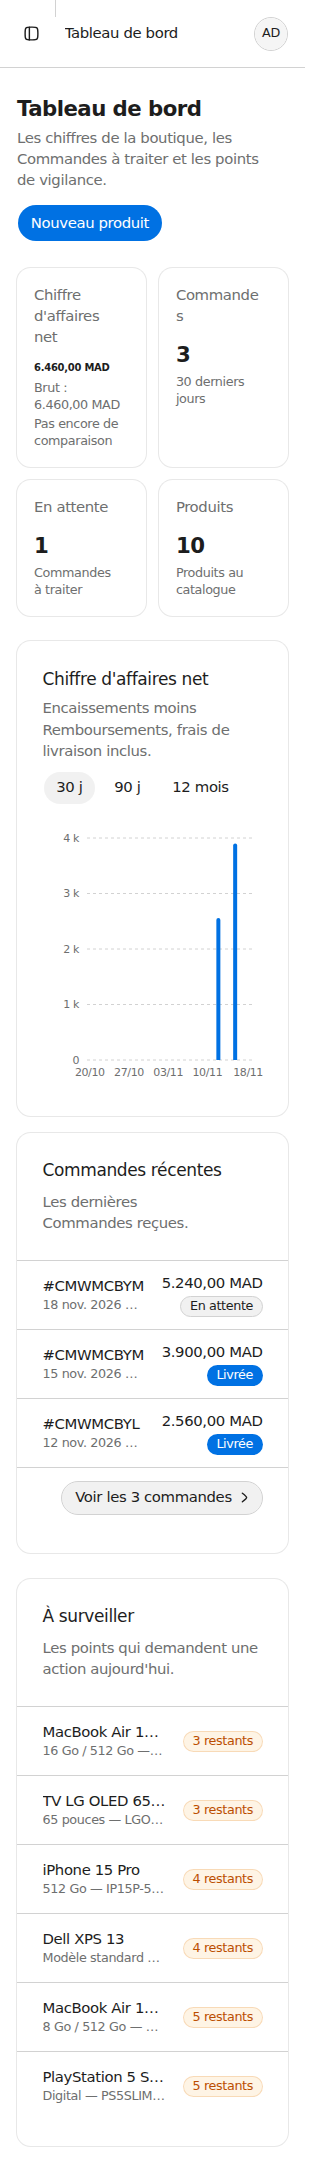 Tableau de bord
AD
Tableau de bord
Les chiffres de la boutique, les
Commandes à traiter et les points
de vigilance.
Nouveau produit
Chiffre
d'affaires
net
6.460,00 MAD
Brut :
6.460,00 MAD
Pas encore de
comparaison
Commande
s
3
30 derniers
jours
En attente
1
Commandes
à traiter
Produits
10
Produits au
catalogue
Chiffre d'affaires net
Encaissements moins
Remboursements, frais de
livraison inclus.
30 j
90 j
12 mois
4 k
3 k
2 k
1 k
0
20/10
27/10
03/11
10/11
18/11
Commandes récentes
Les dernières
Commandes reçues.
#CMWMCBYM
5.240,00 MAD
18 nov. 2026 …
En attente
#CMWMCBYM
3.900,00 MAD
15 nov. 2026 …
Livrée
#CMWMCBYL
2.560,00 MAD
12 nov. 2026 …
Livrée
Voir les 3 commandes
À surveiller
Les points qui demandent une
action aujourd'hui.
MacBook Air 1…
16 Go / 512 Go —…
3 restants
TV LG OLED 65…
65 pouces — LGO…
3 restants
iPhone 15 Pro
512 Go — IP15P-5…
4 restants
Dell XPS 13
Modèle standard …
4 restants
MacBook Air 1…
8 Go / 512 Go — …
5 restants
PlayStation 5 S…
Digital — PS5SLIM…
5 restants